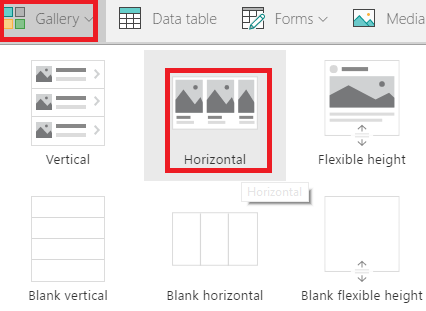 Gallery Data table Forms Media
Vertical Horizontal Flexible height
Horizontal
Blank vertical Blank horizontal Blank flexible height